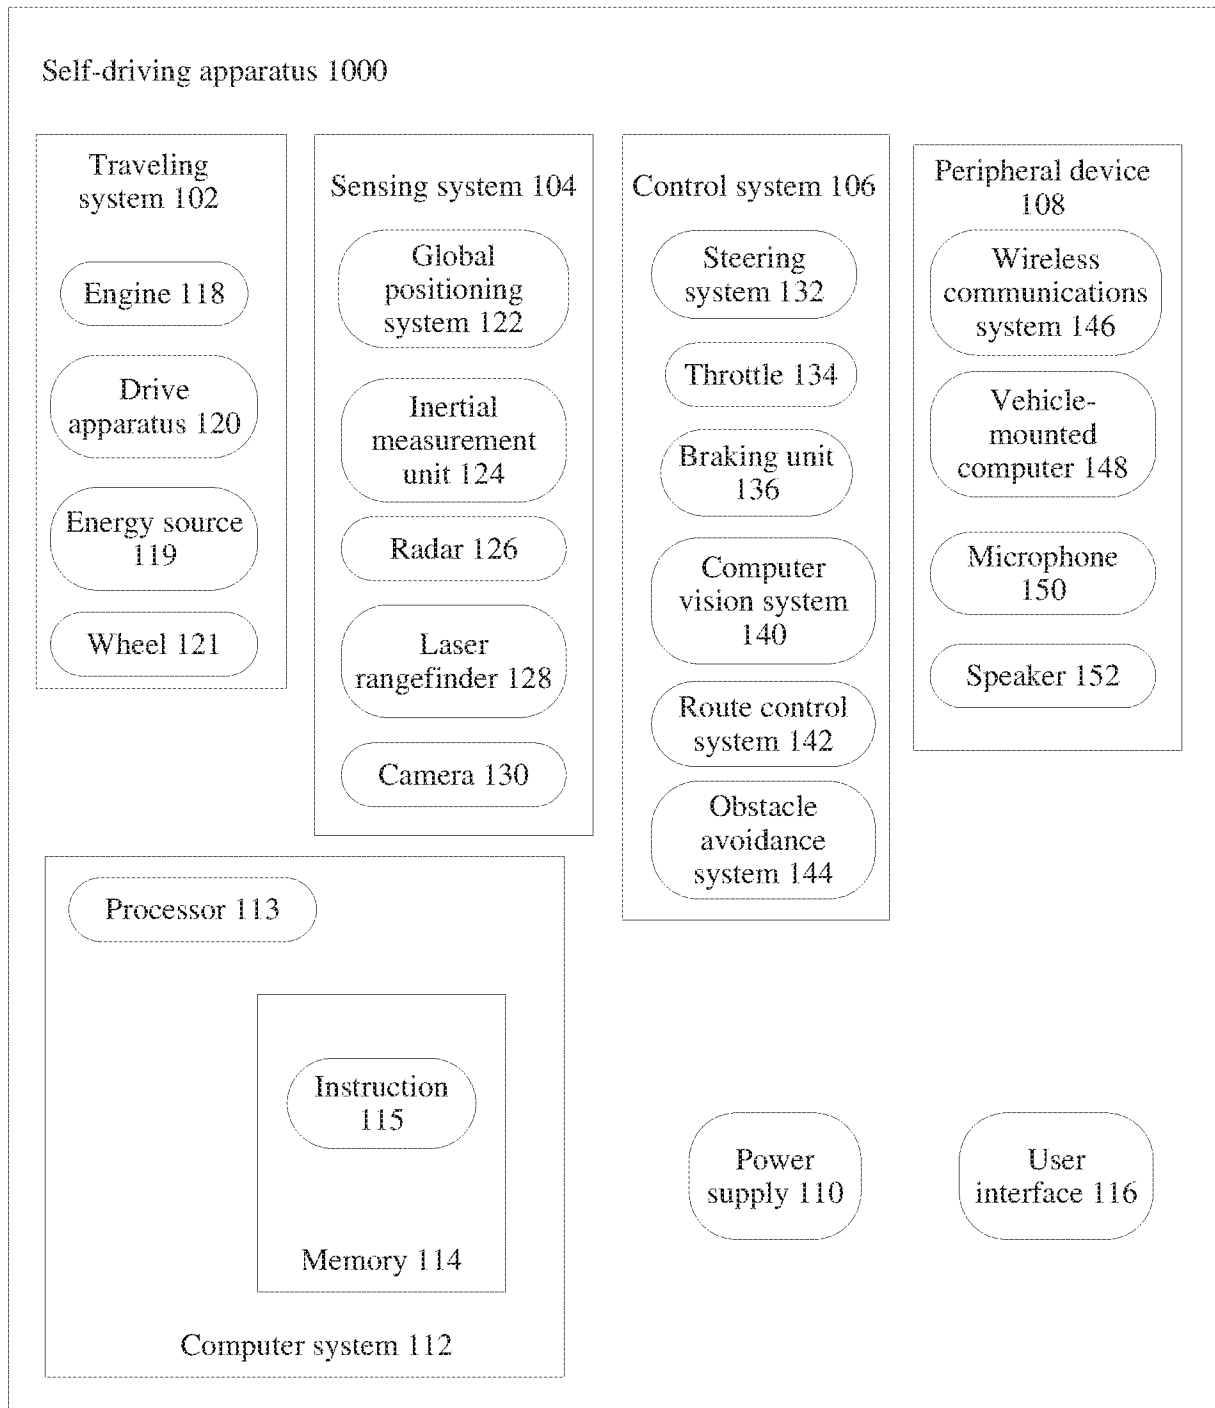 Self-driving apparatus 1000
Traveling
system 102
Engine 118
Drive
apparatus 120
Energy source
119
Wheel 121
Sensing system 104
Global
positioning
system 122
Inertial
measurement
unit 124
Radar 126
Laser
rangefinder 128
Camera 130
Control system 106
Steering
system 132
Throttle 134
Braking unit
136
Computer
vision system
140
Route control
system 142
Obstacle
avoidance
system 144
Peripheral device
108
Wireless
communications
system 146
Vehicle-
mounted
computer 148
Microphone
150
Speaker 152
Processor 113
Instruction
115
Memory 114
Computer system 112
Power
supply 110
User
interface 116